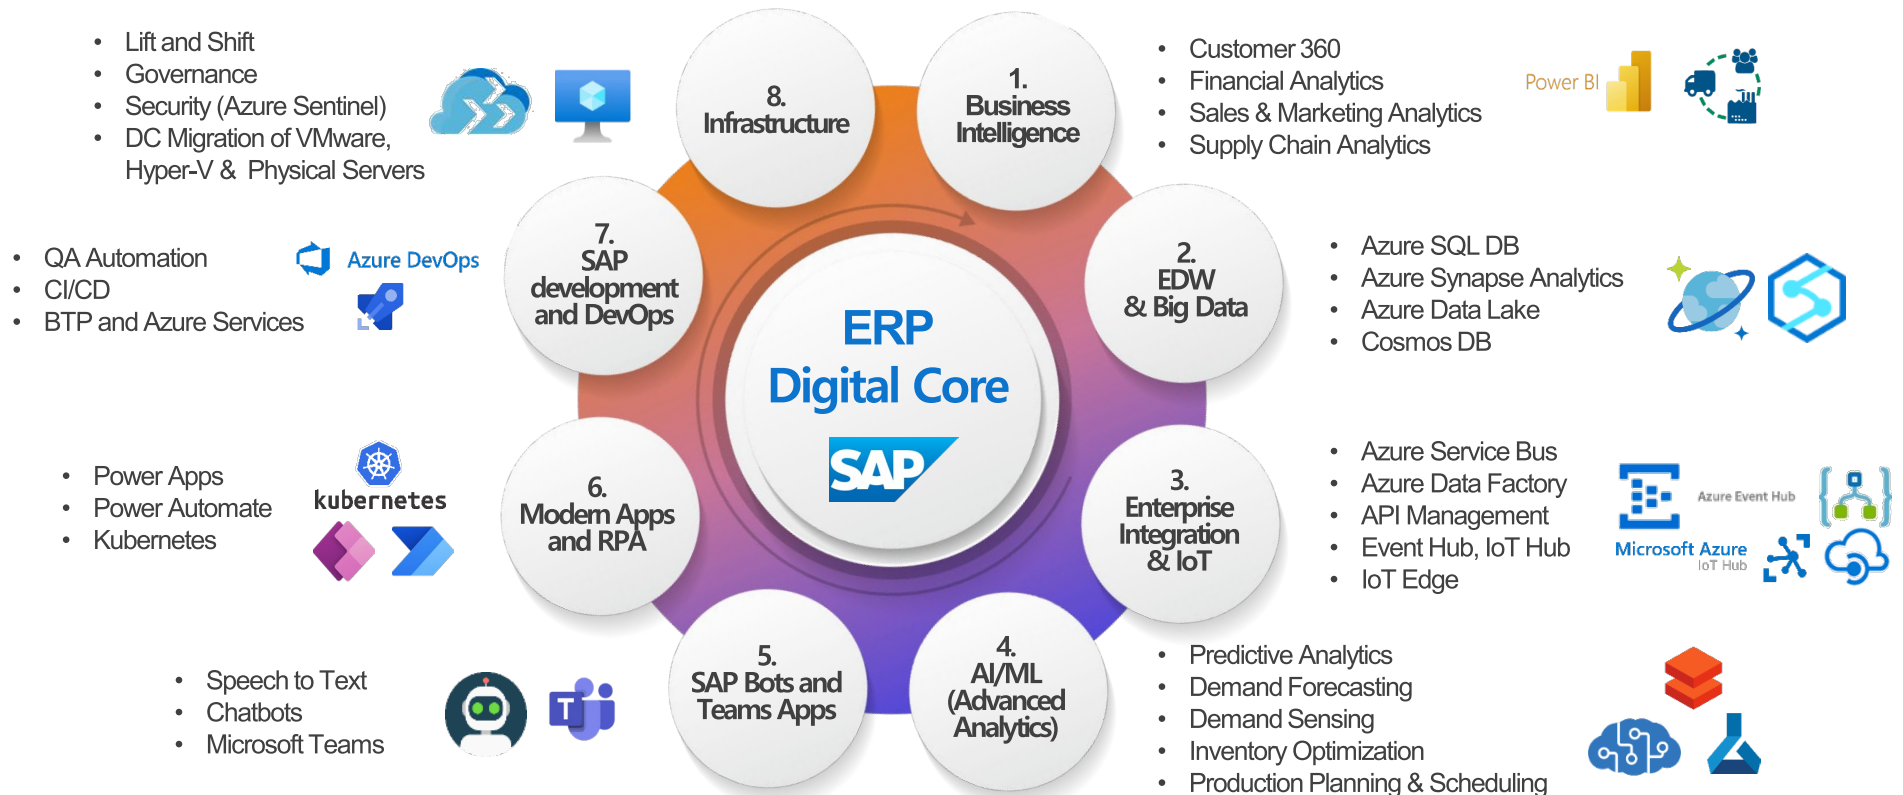 • Lift and Shift
• Governance
• Security (Azure Sentinel)
• DC Migration of VMware,
Hyper-V & Physical Servers
8.
Infrastructure
1.
Business
Intelligence
• Customer 360
• Financial Analytics
• Sales & Marketing Analytics
• Supply Chain Analytics
Power BI
• QA Automation
• CI/CD
• BTP and Azure Services
Azure DevOps
7.
SAP
development
and DevOps
2.
EDW
& Big Data
• Azure SQL DB
• Azure Synapse Analytics
• Azure Data Lake
• Cosmos DB
ERP
Digital Core
SAP
• Power Apps
• Power Automate
• Kubernetes
kubernetes
6.
Modern Apps
and RPA
3.
Enterprise
Integration
& IoT
• Azure Service Bus
• Azure Data Factory
• API Management
• Event Hub, IoT Hub
• IoT Edge
Azure Event Hub
Microsoft Azure
IoT Hub
• Speech to Text
• Chatbots
• Microsoft Teams
T
5.
SAP Bots and
Teams Apps
4.
AI/ML
(Advanced
Analytics)
• Predictive Analytics
• Demand Forecasting
• Demand Sensing
• Inventory Optimization
• Production Planning & Scheduling